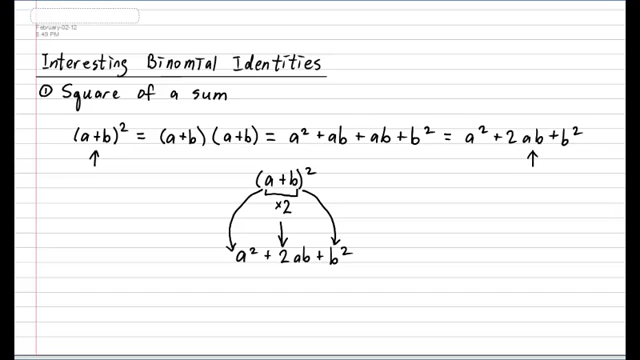 February-02-12
8:49 PM
Interesting Binomial Identities
① Square of a sum
(a+b)² = (a+b)(a+b) = a² + ab + ab + b² = a² + 2ab + b²
(a+b)²
×2
a² + 2ab + b²